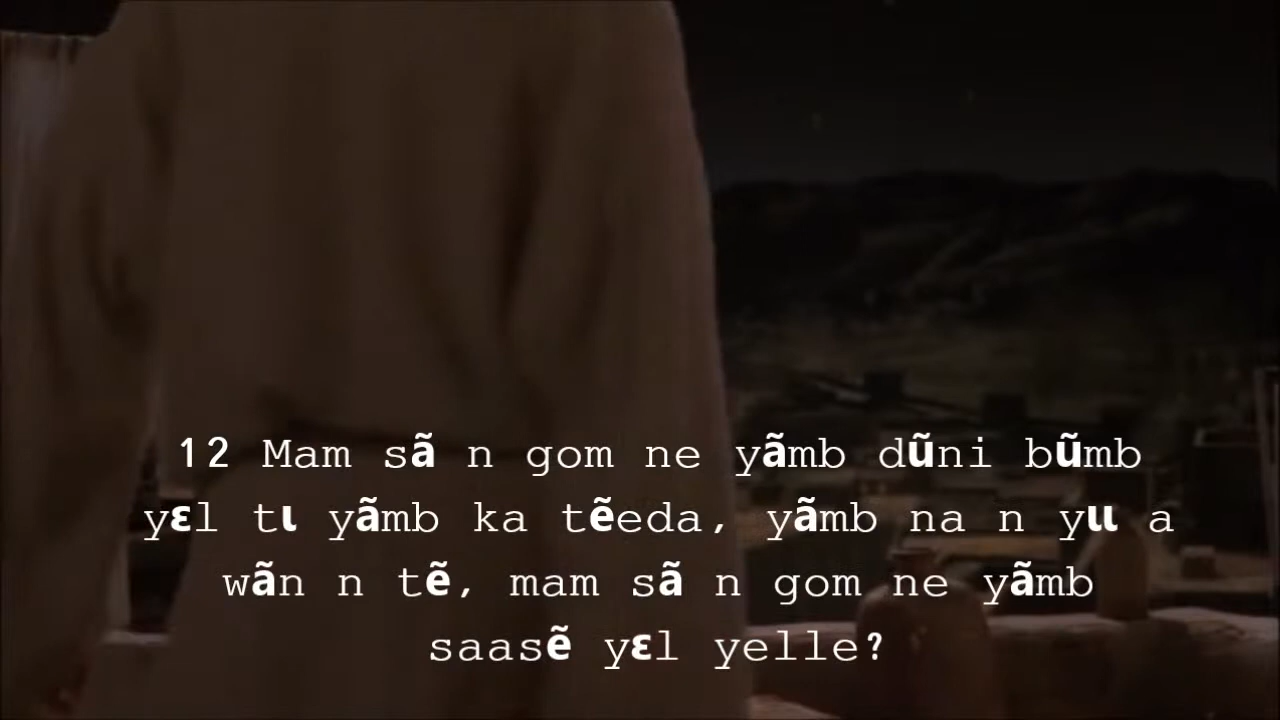 12 Mam sã n gom ne yãmb dũni bũmb
yɛl tɩ yãmb ka tẽeda, yãmb na n yɩɩ a
wãn n tẽ, mam sã n gom ne yãmb
saasẽ yɛl yelle?